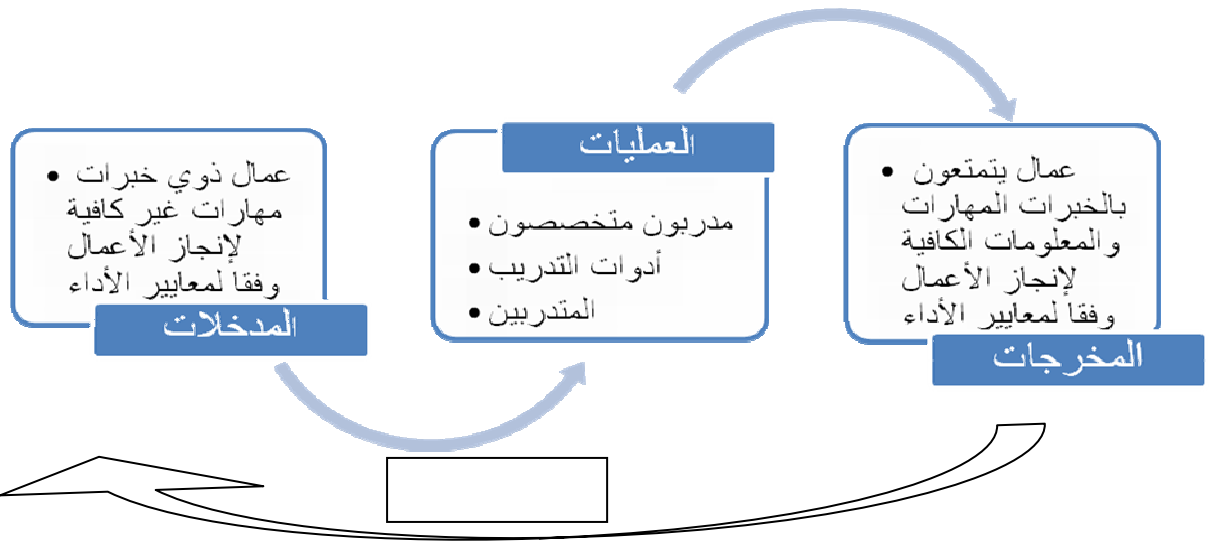 عمال ذوي خبرات
مهارات غير كافية
لإنجاز الأعمال
وفقا لمعايير الأداء
المدخلات
العمليات
مدربون متخصصون
أدوات التدريب
المتدربين
عمال يتمتعون
بالخبرات المهارات
والمعلومات الكافية
لإنجاز الأعمال
وفقا لمعايير الأداء
المخرجات